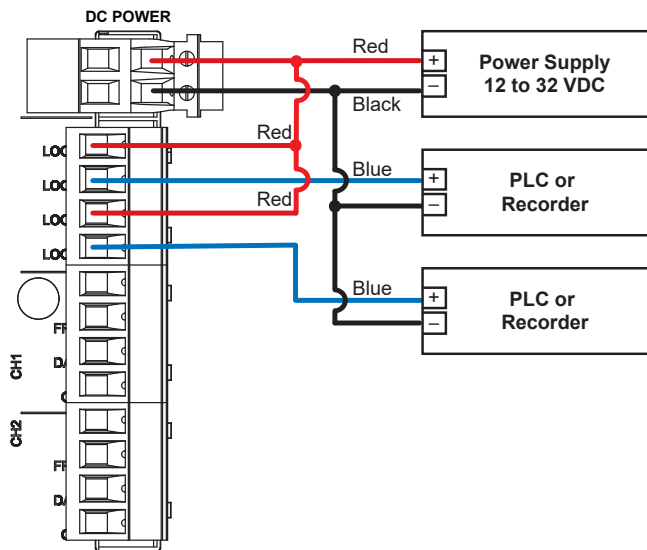 DC POWER
Red
+
Power Supply
12 to 32 VDC
–
Black
Red
Blue
+
PLC or
Recorder
–
Red
Blue
+
PLC or
Recorder
–
CH1
CH2